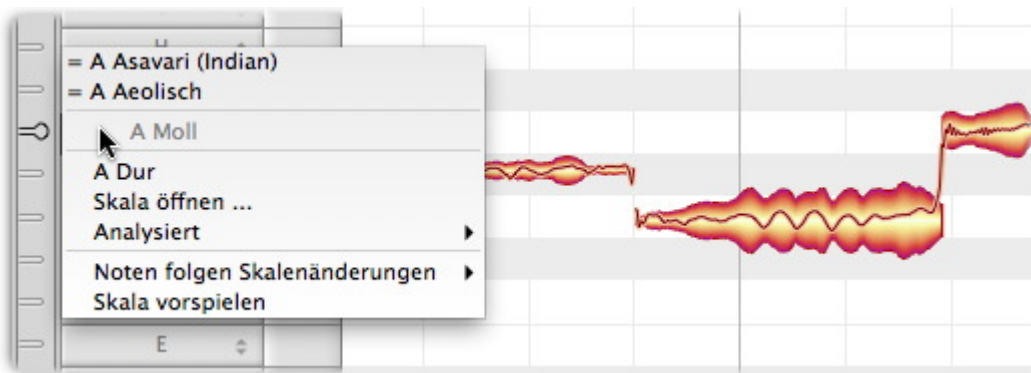 = A Asavari (Indian)
= A Aeolisch
A Moll
A Dur
Skala öffnen ...
Analysiert
Noten folgen Skalenänderungen
Skala vorspielen
E